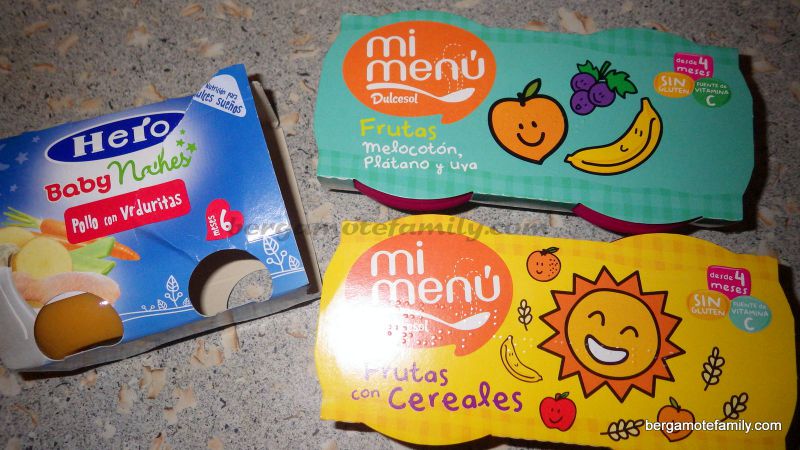 Nutrición para
dulces sueños
Hero
Baby Noches
Pollo con Verduritas
6
MESES
mi
menú
Dulcesol
Frutas
Melocotón,
Plátano y uva
desde 4
meses
SIN
GLUTEN
FUENTE DE
VITAMINA
C
mi
menú
Frutas
con Cereales
desde 4
meses
SIN
GLUTEN
FUENTE DE
VITAMINA
C
bergamotefamily.com
bergamotefamily.com